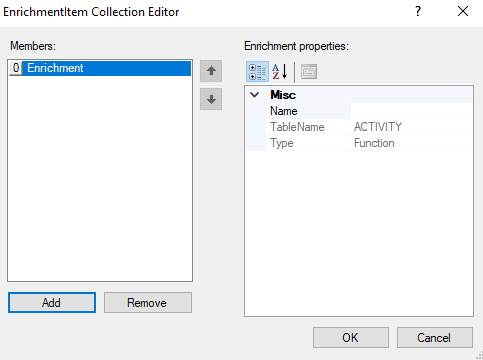 EnrichmentItem Collection Editor
? 
Members:
0 Enrichment
Add
Remove
Enrichment properties:
A
Z
Misc
Name
TableName ACTIVITY
Type Function
OK
Cancel